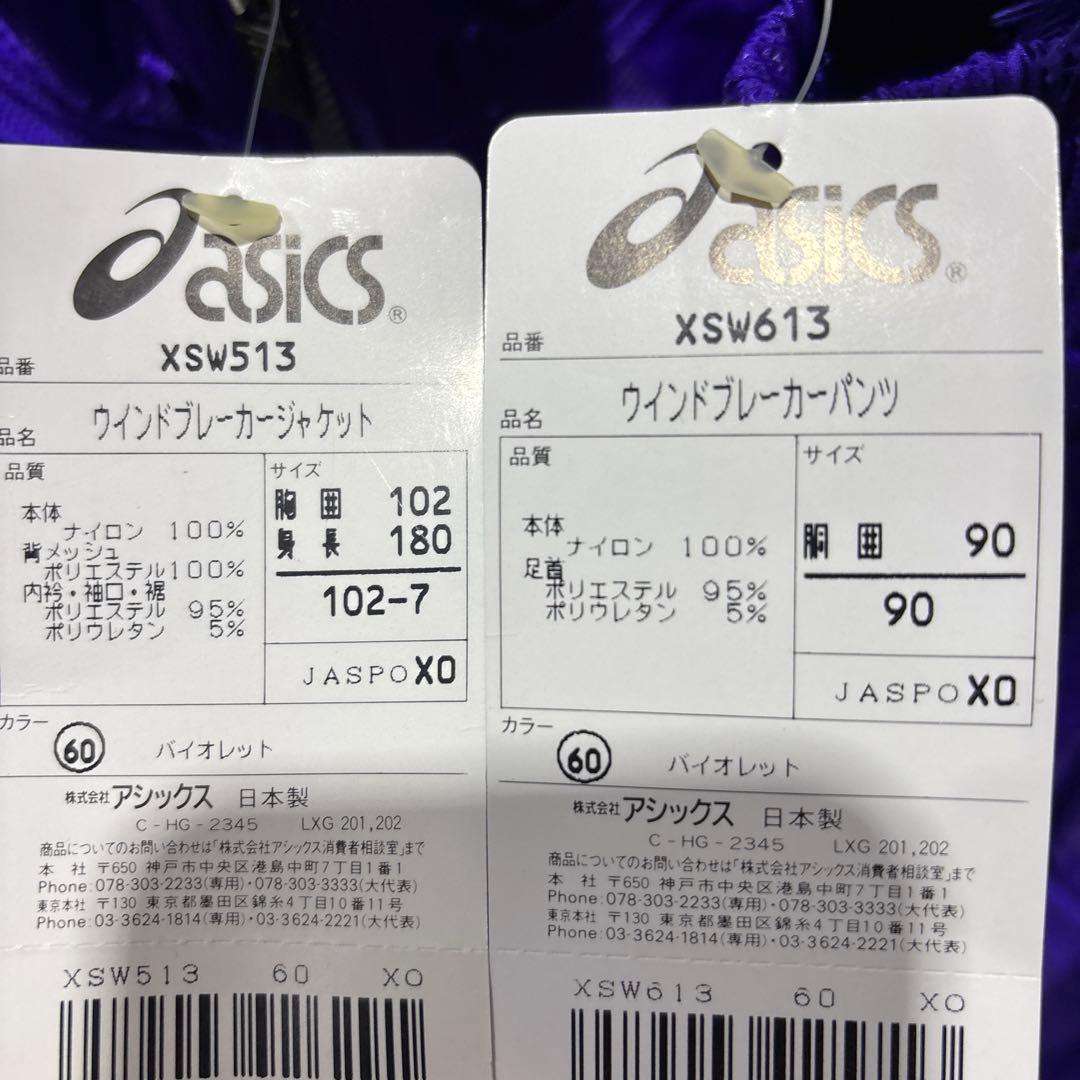 asics®
品番 XSW513
品名 ウインドブレーカージャケット
品質
本体
ナイロン 100%
背メッシュ
ポリエステル100%
内衿・袖口・裾
ポリエステル 95%
ポリウレタン 5%
サイズ
胸囲 102
身長 180
102-7
JASPO XO
カラー
60 バイオレット
株式会社アシックス 日本製
C-HG-2345 LXG 201,202
商品についてのお問い合わせは「株式会社アシックス消費者相談室」まで
本 社 〒650 神戸市中央区港島中町7丁目1番1
Phone:078-303-2233(専用)・078-303-3333(大代表)
東京本社 〒130 東京都墨田区錦糸4丁目10番11号
Phone:03-3624-1814(専用)・03-3624-2221(大代表)
XSW513 60 XO
asics®
品番 XSW613
品名 ウインドブレーカーパンツ
品質
本体
ナイロン 100%
足首
ポリエステル 95%
ポリウレタン 5%
サイズ
胴囲 90
90
JASPO XO
カラー
60 バイオレット
株式会社アシックス 日本製
C-HG-2345 LXG 201,202
商品についてのお問い合わせは「株式会社アシックス消費者相談室」まで
本 社 〒650 神戸市中央区港島中町7丁目1番1
Phone:078-303-2233(専用)・078-303-3333(大代表)
東京本社 〒130 東京都墨田区錦糸4丁目10番11号
Phone:03-3624-1814(専用)・03-3624-2221(大代表)
XSW613 60 XO